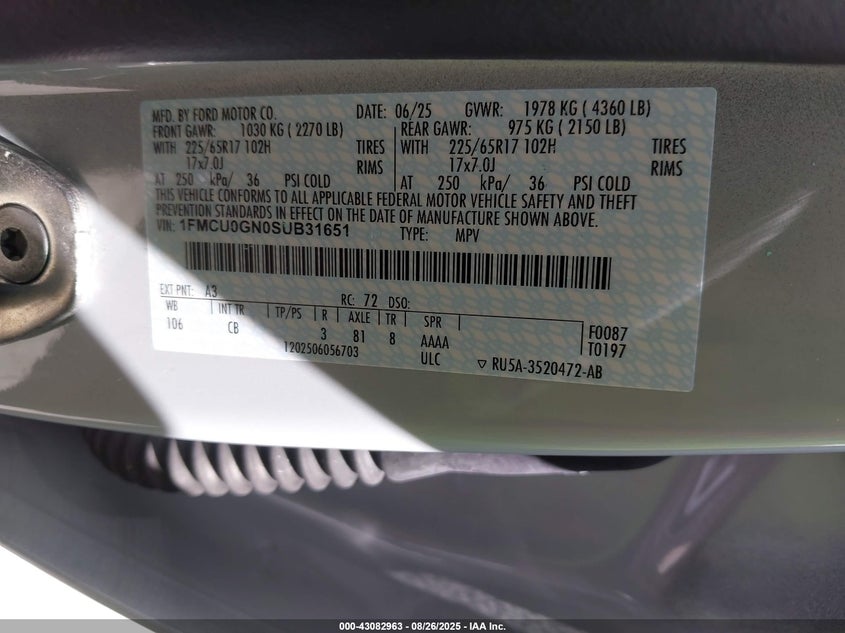 MFD. BY FORD MOTOR CO. DATE: 06/25 GVWR: 1978 KG ( 4360 LB)
FRONT GAWR: 1030 KG ( 2270 LB) REAR GAWR: 975 KG ( 2150 LB)
WITH 225/65R17 102H TIRES WITH 225/65R17 102H TIRES
17x7.0J RIMS 17x7.0J RIMS
AT 250 kPa/ 36 PSI COLD AT 250 kPa/ 36 PSI COLD
THIS VEHICLE CONFORMS TO ALL APPLICABLE FEDERAL MOTOR VEHICLE SAFETY AND THEFT
PREVENTION STANDARDS IN EFFECT ON THE DATE OF MANUFACTURE SHOWN ABOVE.
VIN: 1FMCU0GN0SUB31651 TYPE: MPV
EXT PNT: A3 RC: 72 DSO:
WB INT TR TP/PS R AXLE TR SPR F0087
106 CB 3 81 8 AAAA T0197
1202506056703 ULC ▽ RU5A-3520472-AB
000-43082963 - 08/26/2025 - IAA Inc.